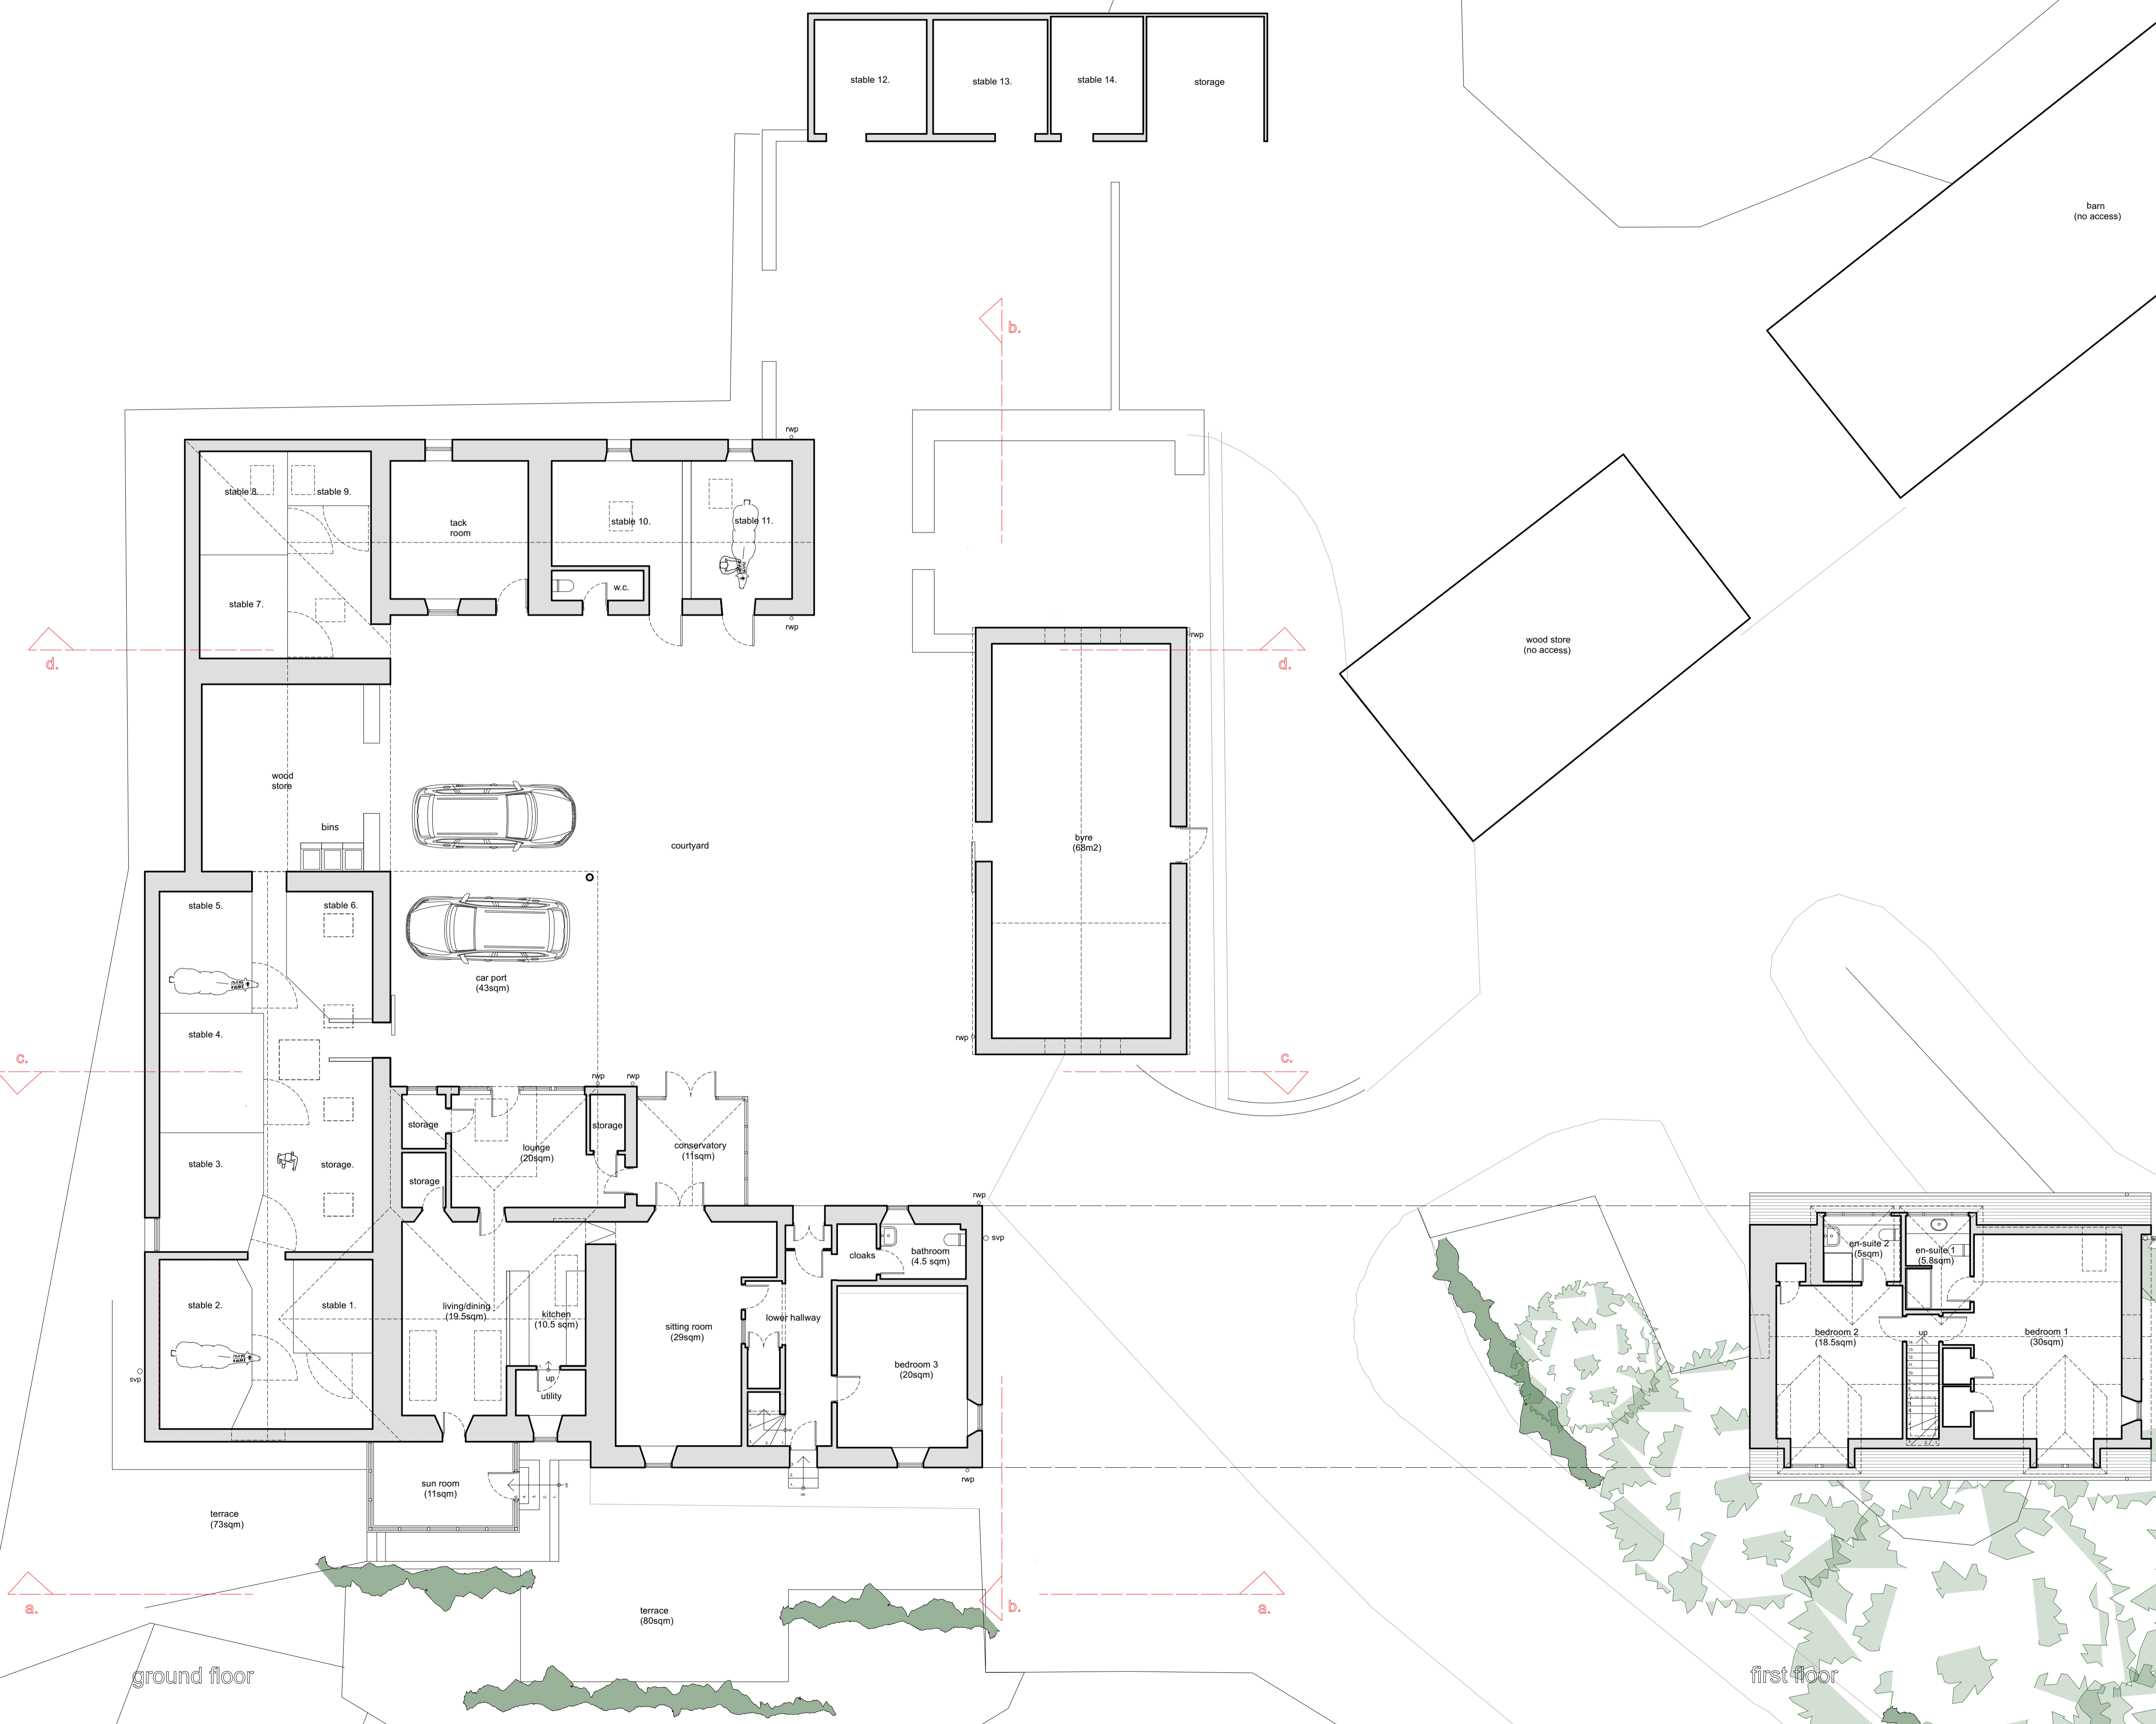 stable 12.
stable 13.
stable 14.
storage
barn
(no access)
b.
rwp
stable 8.
stable 9.
tack
room
stable 10.
stable 11.
w.c.
stable 7.
rwp
rwp
d.
d.
wood store
(no access)
wood
store
bins
courtyard
byre
(68m2)
stable 5.
stable 6.
car port
(43sqm)
stable 4.
rwp
c.
c.
rwp
rwp
storage
lounge
(20sqm)
storage
conservatory
(11sqm)
stable 3.
storage.
storage
rwp
svp
cloaks
bathroom
(4.5 sqm)
en-suite 2
(5sqm)
en-suite 1
(5.8sqm)
stable 2.
stable 1.
living/dining
(19.5sqm)
kitchen
(10.5 sqm)
sitting room
(29sqm)
lower hallway
bedroom 2
(18.5sqm)
up
bedroom 1
(30sqm)
svp
up
utility
bedroom 3
(20sqm)
rwp
sun room
(11sqm)
up
up
terrace
(73sqm)
a.
terrace
(80sqm)
b.
a.
ground floor
first floor